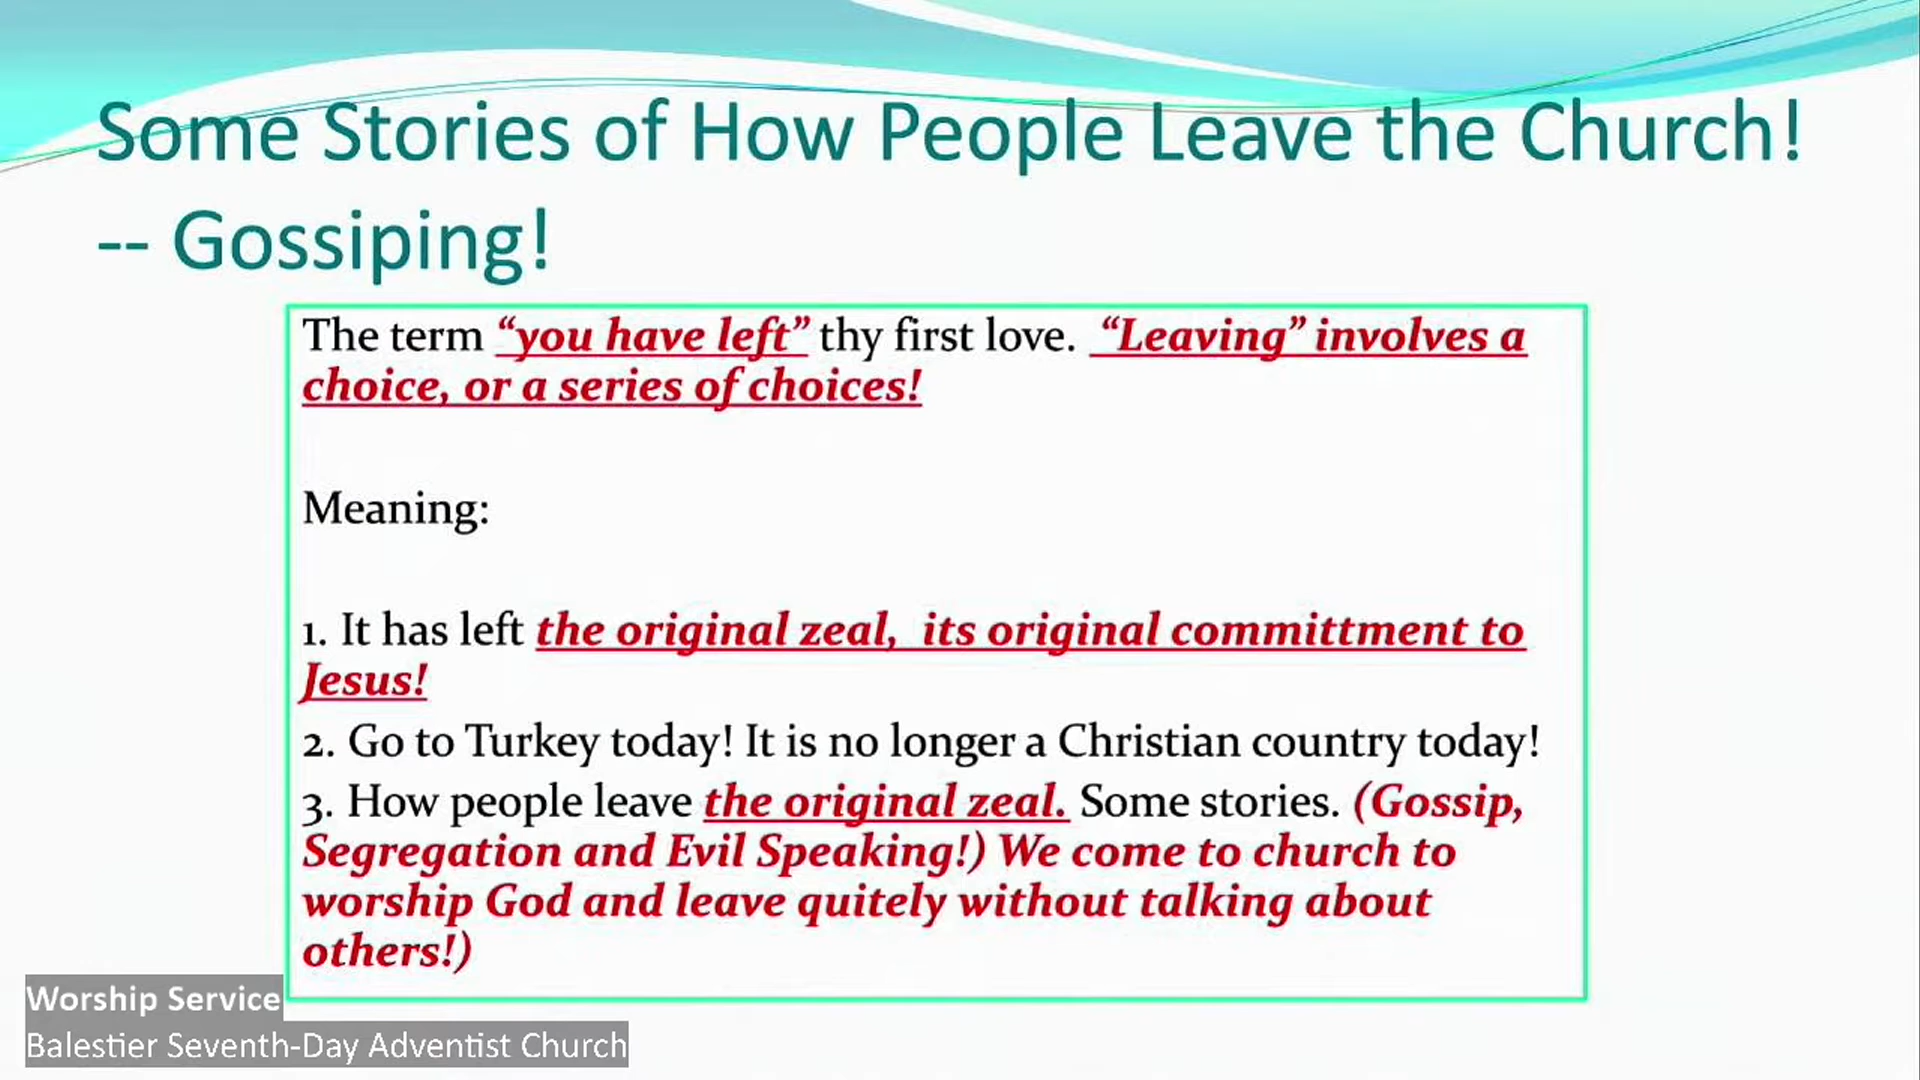 Some Stories of How People Leave the Church!
-- Gossiping!
The term “you have left” thy first love. “Leaving” involves a
choice, or a series of choices!
Meaning:
1. It has left the original zeal, its original committment to
Jesus!
2. Go to Turkey today! It is no longer a Christian country today!
3. How people leave the original zeal. Some stories. (Gossip,
Segregation and Evil Speaking!) We come to church to
worship God and leave quitely without talking about
others!)
Worship Service
Balestier Seventh-Day Adventist Church